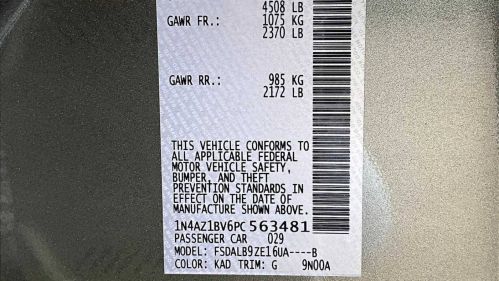 4508 LB
GAWR FR.: 1075 KG
2370 LB
GAWR RR.: 985 KG
2172 LB
THIS VEHICLE CONFORMS TO
ALL APPLICABLE FEDERAL
MOTOR VEHICLE SAFETY,
BUMPER, AND THEFT
PREVENTION STANDARDS IN
EFFECT ON THE DATE OF
MANUFACTURE SHOWN ABOVE.
1N4AZ1BV6PC563481
PASSENGER CAR 029
MODEL: FSDALB9ZE16UA----B
COLOR: KAD TRIM: G 9N00A